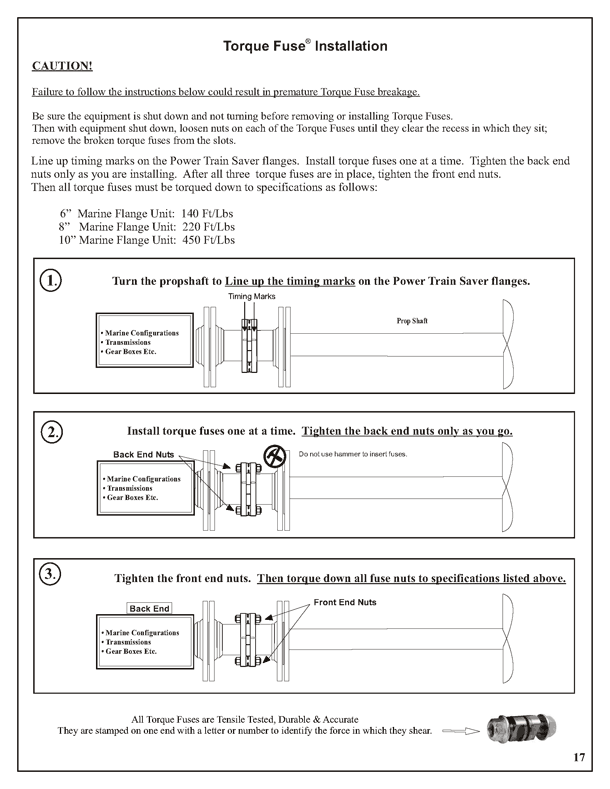 Torque Fuse® Installation
CAUTION!
Failure to follow the instructions below could result in premature Torque Fuse breakage.
Be sure the equipment is shut down and not turning before removing or installing Torque Fuses.
Then with equipment shut down, loosen nuts on each of the Torque Fuses until they clear the recess in which they sit;
remove the broken torque fuses from the slots.
Line up timing marks on the Power Train Saver flanges. Install torque fuses one at a time. Tighten the back end
nuts only as you are installing. After all three torque fuses are in place, tighten the front end nuts.
Then all torque fuses must be torqued down to specifications as follows:
6” Marine Flange Unit: 140 Ft/Lbs
8” Marine Flange Unit: 220 Ft/Lbs
10” Marine Flange Unit: 450 Ft/Lbs
1.
Turn the propshaft to Line up the timing marks on the Power Train Saver flanges.
Timing Marks
Prop Shaft
• Marine Configurations
• Transmissions
• Gear Boxes Etc.
2.
Install torque fuses one at a time. Tighten the back end nuts only as you go.
Back End Nuts
Do not use hammer to insert fuses.
• Marine Configurations
• Transmissions
• Gear Boxes Etc.
3.
Tighten the front end nuts. Then torque down all fuse nuts to specifications listed above.
Back End
Front End Nuts
• Marine Configurations
• Transmissions
• Gear Boxes Etc.
All Torque Fuses are Tensile Tested, Durable & Accurate
They are stamped on one end with a letter or number to identify the force in which they shear.
17